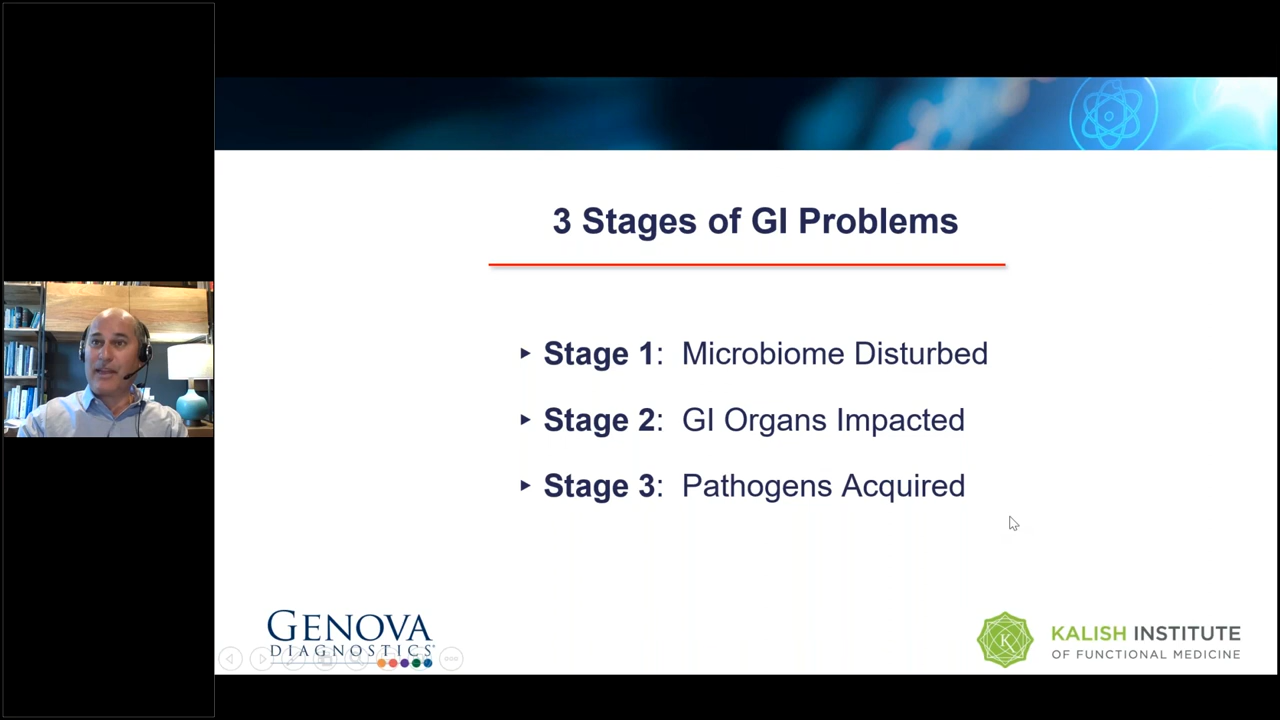 3 Stages of GI Problems
‣ Stage 1: Microbiome Disturbed
‣ Stage 2: GI Organs Impacted
‣ Stage 3: Pathogens Acquired
GENOVA
DIAGNOSTICS
K
KALISH INSTITUTE
OF FUNCTIONAL MEDICINE